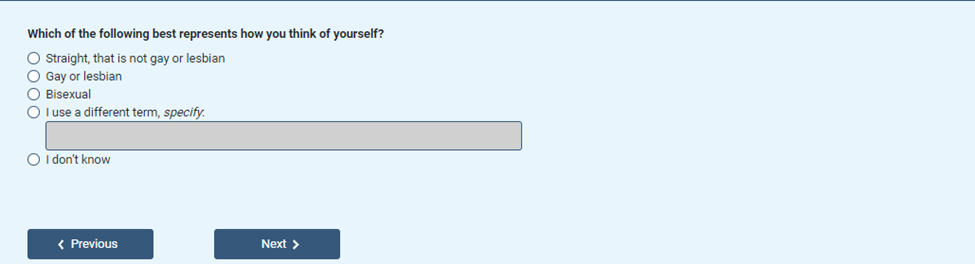 Which of the following best represents how you think of yourself?
Straight, that is not gay or lesbian
Gay or lesbian
Bisexual
I use a different term, specify:
I don't know
Previous
Next